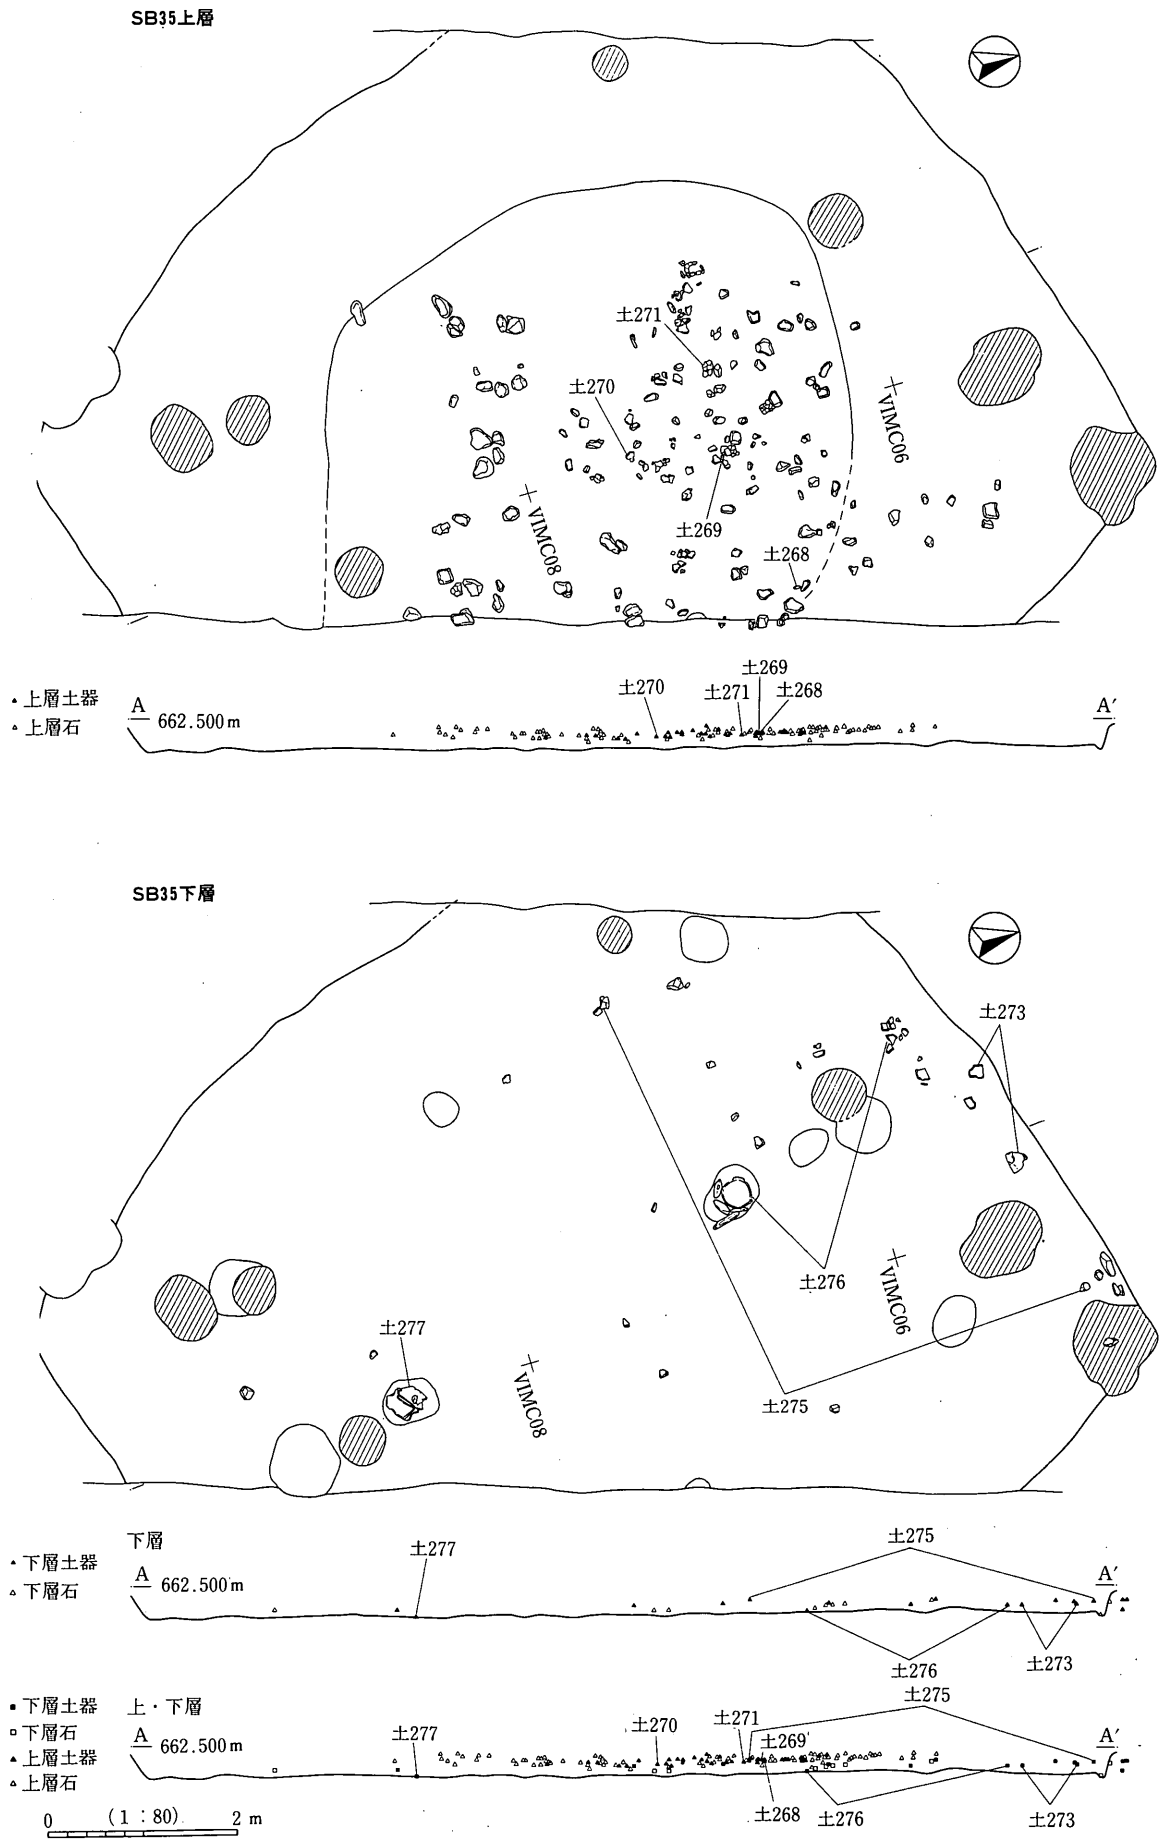 SB35上層
土271
土270
VIMC06
土269
VIMC08
土268
▲ 上層土器
△ 上層石
A
662.500m
土270
土271
土269
土268
A′
SB35下層
土273
土276
VIMC06
土277
VIMC08
土275
下層
▲ 下層土器
△ 下層石
A
662.500m
土277
土275
A′
土276
土273
■ 下層土器
□ 下層石
▲ 上層土器
△ 上層石
上・下層
A
662.500m
土277
土270
土271
土269
土275
A′
土268
土276
土273
0 (1:80) 2 m